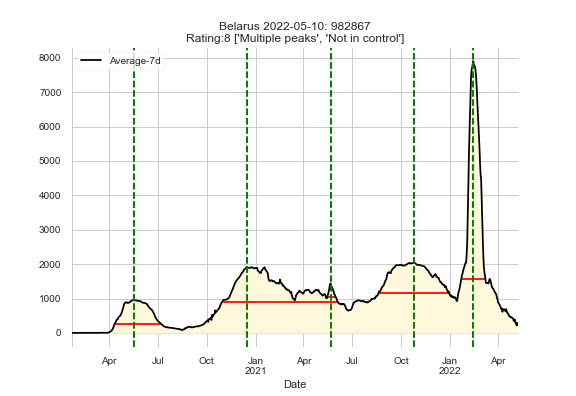 Belarus 2022-05-10: 982867
Rating:8 ['Multiple peaks', 'Not in control']
Average-7d
8000
7000
6000
5000
4000
3000
2000
1000
0
Apr Jul Oct Jan Apr Jul Oct Jan Apr
2021 2022
Date